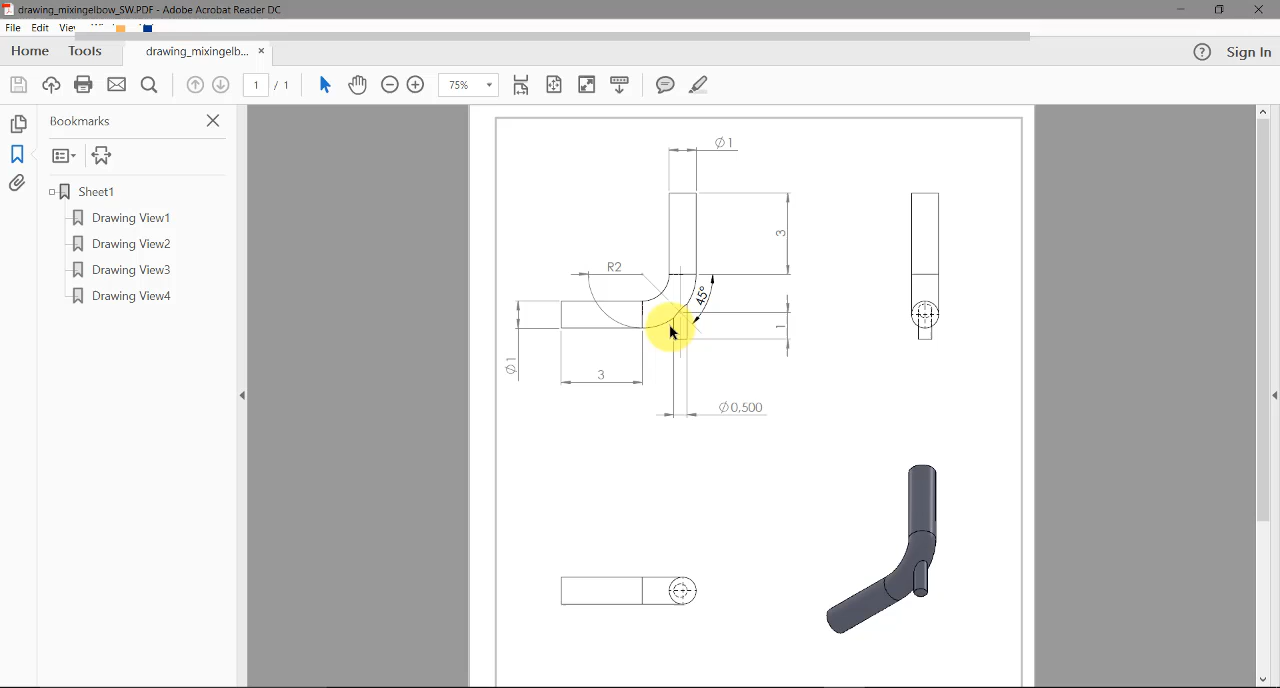 drawing_mixingelbow_SW.PDF - Adobe Acrobat Reader DC
File Edit
Home Tools drawing_mixingelb... × Sign In
1 / 1 75%
Bookmarks
Sheet1
Drawing View1
Drawing View2
Drawing View3
Drawing View4
∅1
3
R2
45°
1
∅1
3
∅0,500